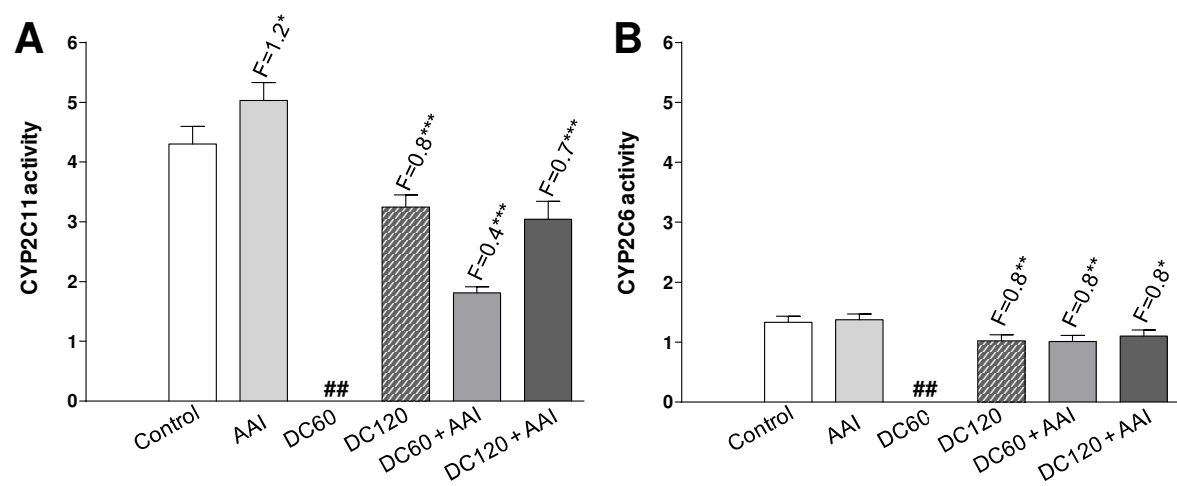 A
CYP2C11 activity
6
5
4
3
2
1
0
F=1.2*
##
F=0.8***
F=0.4***
F=0.7***
Control
AAI
DC60
DC120
DC60 + AAI
DC120 + AAI
B
CYP2C6 activity
6
5
4
3
2
1
0
##
F=0.8**
F=0.8**
F=0.8*
Control
AAI
DC60
DC120
DC60 + AAI
DC120 + AAI